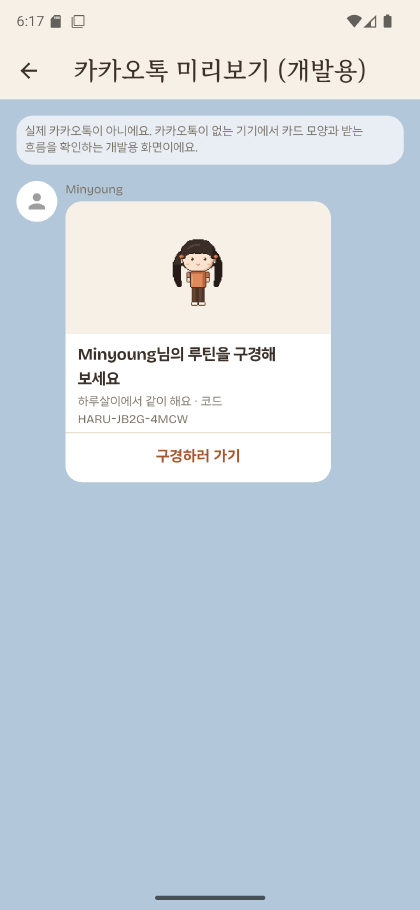 6:17
카카오톡 미리보기 (개발용)
실제 카카오톡이 아니에요. 카카오톡이 없는 기기에서 카드 모양과 받는
흐름을 확인하는 개발용 화면이에요.
Minyoung
Minyoung님의 루틴을 구경해
보세요
하루살이에서 같이 해요 · 코드
HARU-JB2G-4MCW
구경하러 가기